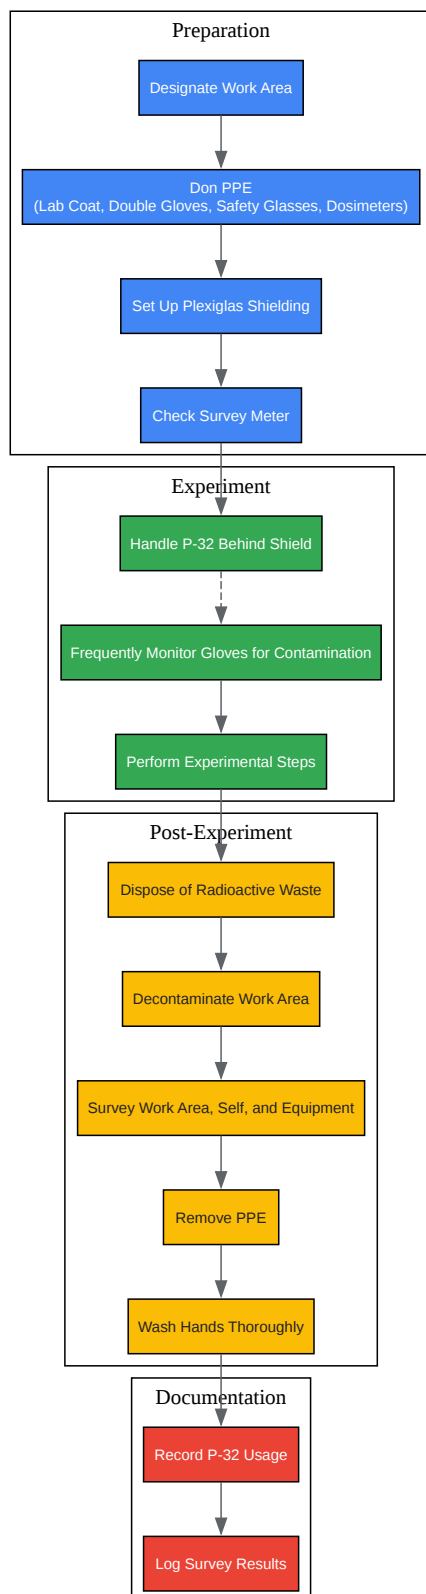 Preparation
Designate Work Area
Don PPE
(Lab Coat, Double Gloves, Safety Glasses, Dosimeters)
Set Up Plexiglas Shielding
Check Survey Meter
Experiment
Handle P-32 Behind Shield
Frequently Monitor Gloves for Contamination
Perform Experimental Steps
Post-Experiment
Dispose of Radioactive Waste
Decontaminate Work Area
Survey Work Area, Self, and Equipment
Remove PPE
Wash Hands Thoroughly
Documentation
Record P-32 Usage
Log Survey Results